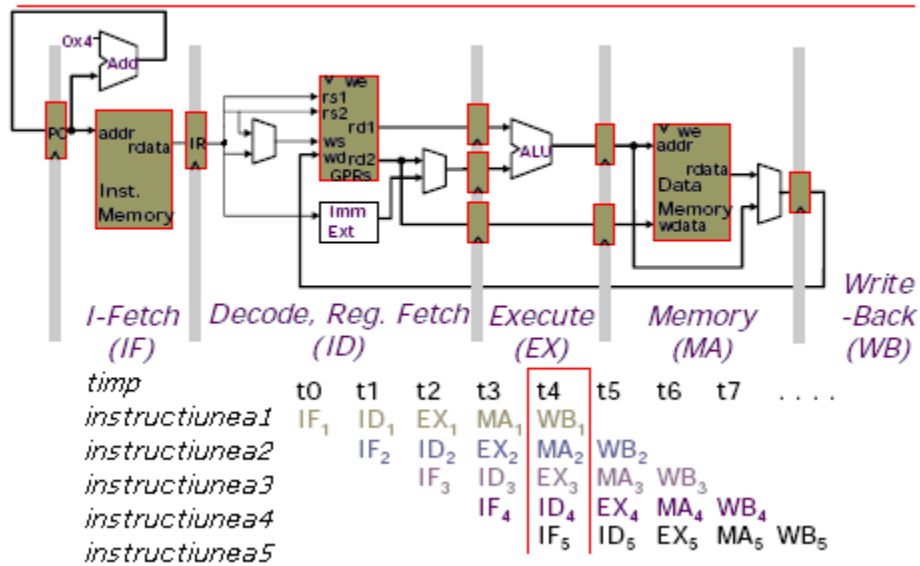 0x4
Add
PC
addr
rdata
Inst.
Memory
IR
we
rs1
rs2
rd1
ws
wd rd2
GPRs
Imm
Ext
ALU
we
addr
rdata
Data
Memory
wdata
I-Fetch
(IF)
Decode, Reg. Fetch
(ID)
Execute
(EX)
Memory
(MA)
Write
-Back
(WB)
timp t0 t1 t2 t3 t4 t5 t6 t7 . . . .
instructiunea1 IF1 ID1 EX1 MA1 WB1
instructiunea2 IF2 ID2 EX2 MA2 WB2
instructiunea3 IF3 ID3 EX3 MA3 WB3
instructiunea4 IF4 ID4 EX4 MA4 WB4
instructiunea5 IF5 ID5 EX5 MA5 WB5